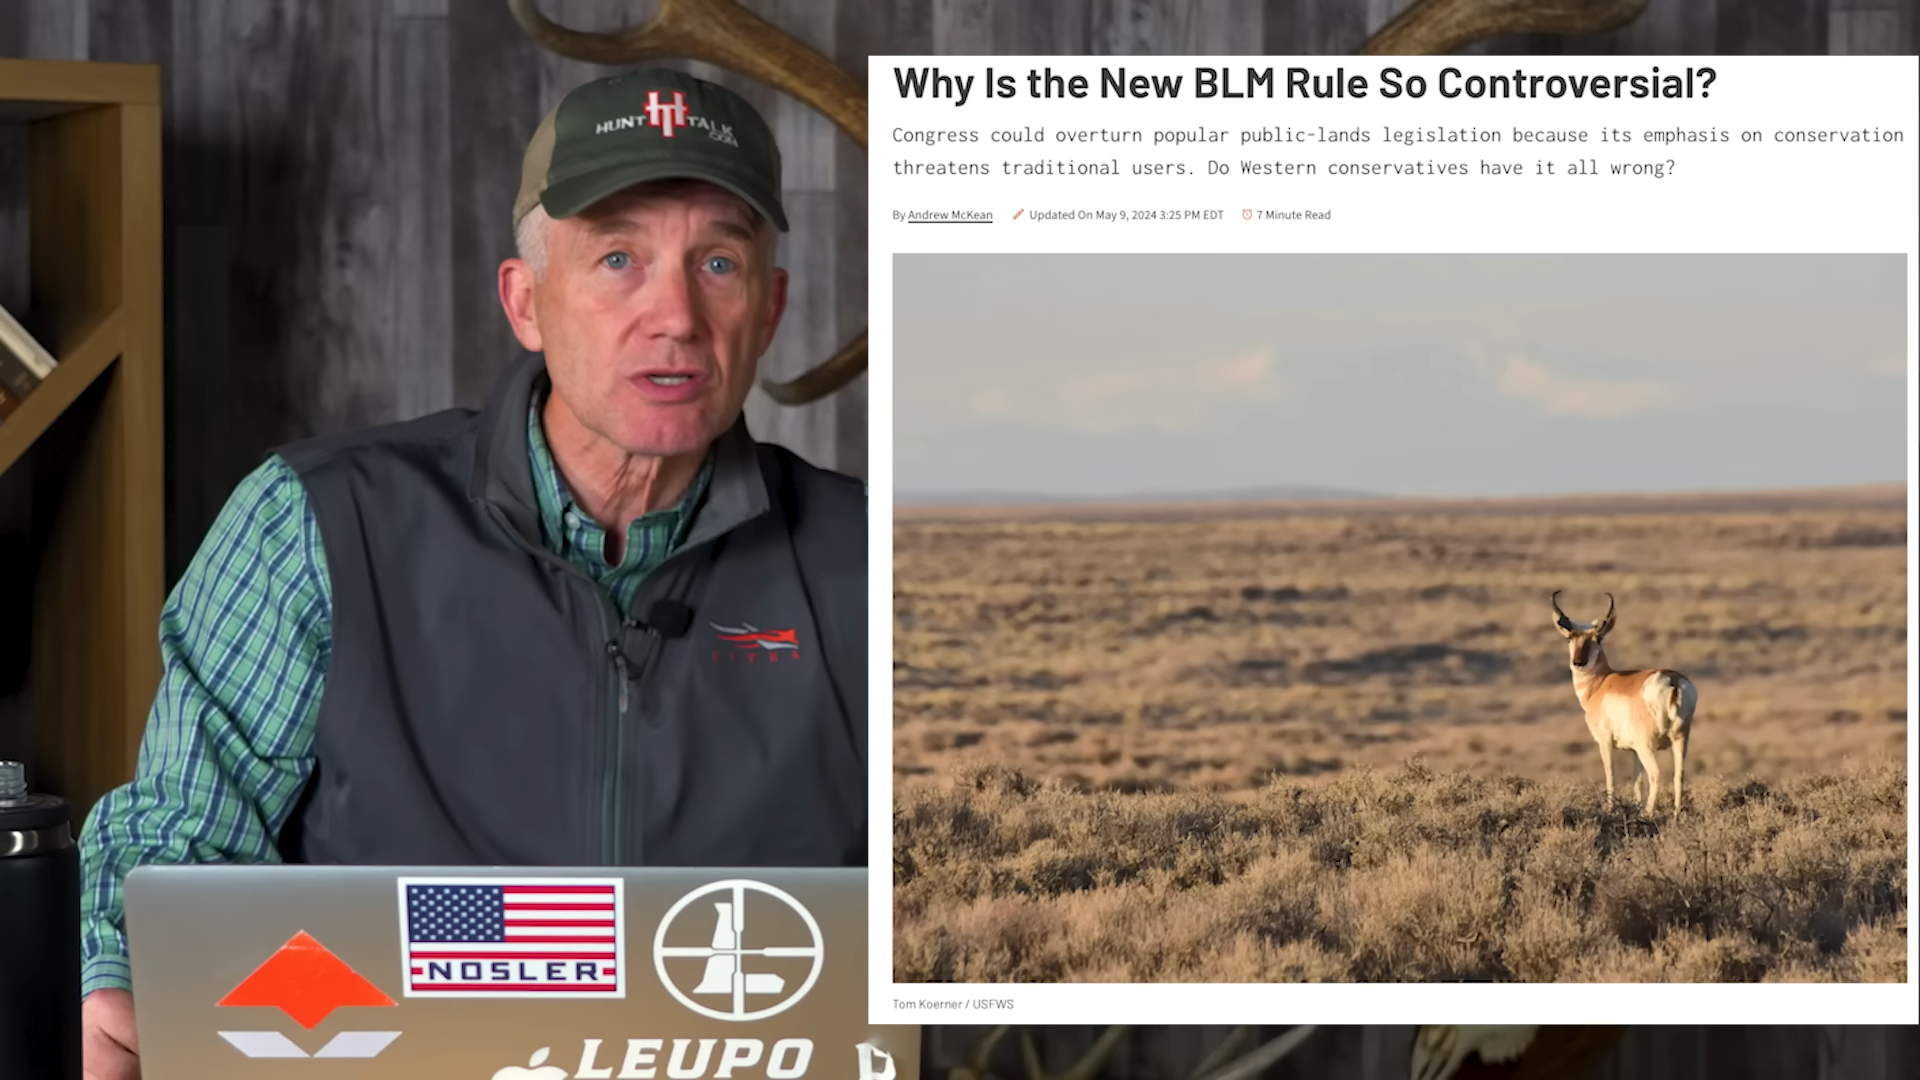 HUNT TALK
.COM
SITKA
NOSLER
LEUPO
Why Is the New BLM Rule So Controversial?
Congress could overturn popular public-lands legislation because its emphasis on conservation
threatens traditional users. Do Western conservatives have it all wrong?
By Andrew McKean Updated On May 9, 2024 3:25 PM EDT 7 Minute Read
Tom Koerner / USFWS